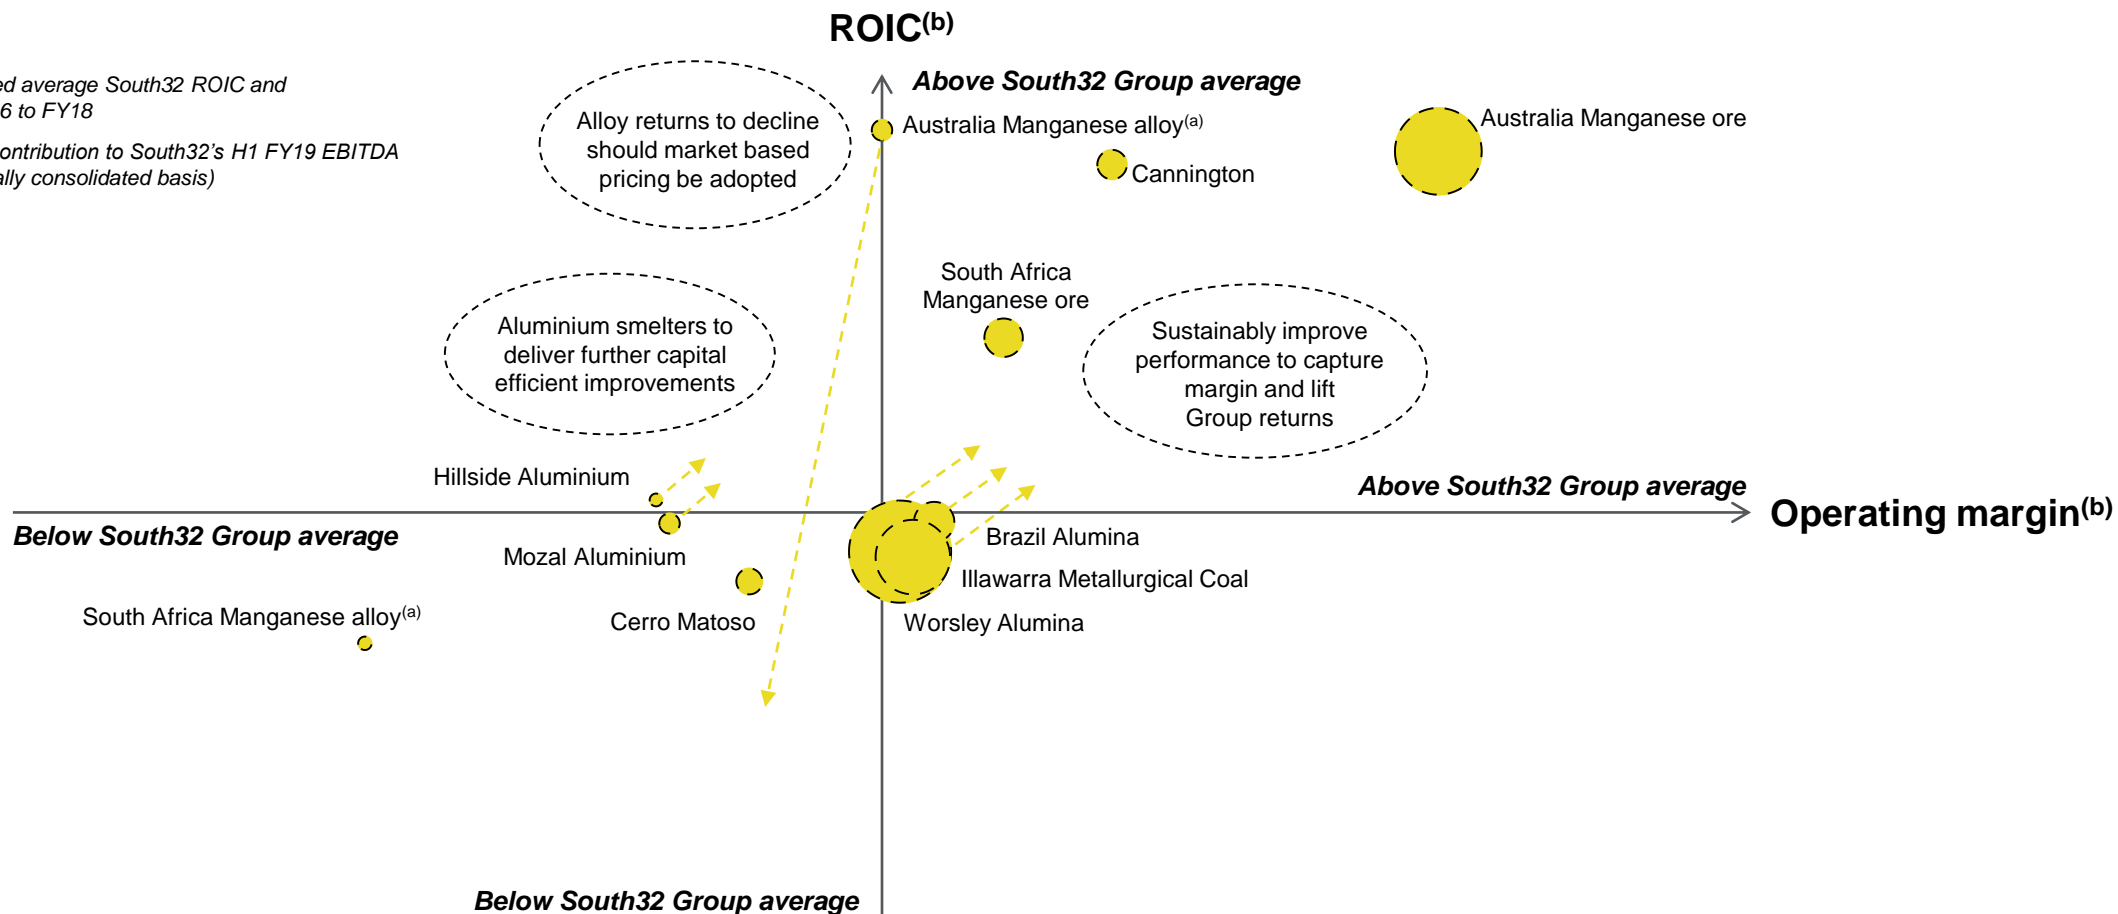 ROIC(b)
average South32 ROIC and
to FY18
Above South32 Group average
Alloy returns to decline
should market based
pricing be adopted
Australia Manganese alloy(a)
Australia Manganese ore
to South32's H1 FY19 EBITDA
consolidated basis)
Cannington
South Africa
Manganese ore
Aluminium smelters to
deliver further capital
efficient improvements
Sustainably improve
performance to capture
margin and lift
Group returns
Hillside Aluminium
Above South32 Group average
Operating margin(b)
Below South32 Group average
Brazil Alumina
Mozal Aluminium
Illawarra Metallurgical Coal
South Africa Manganese alloy(a)
Cerro Matoso
Worsley Alumina
Below South32 Group average